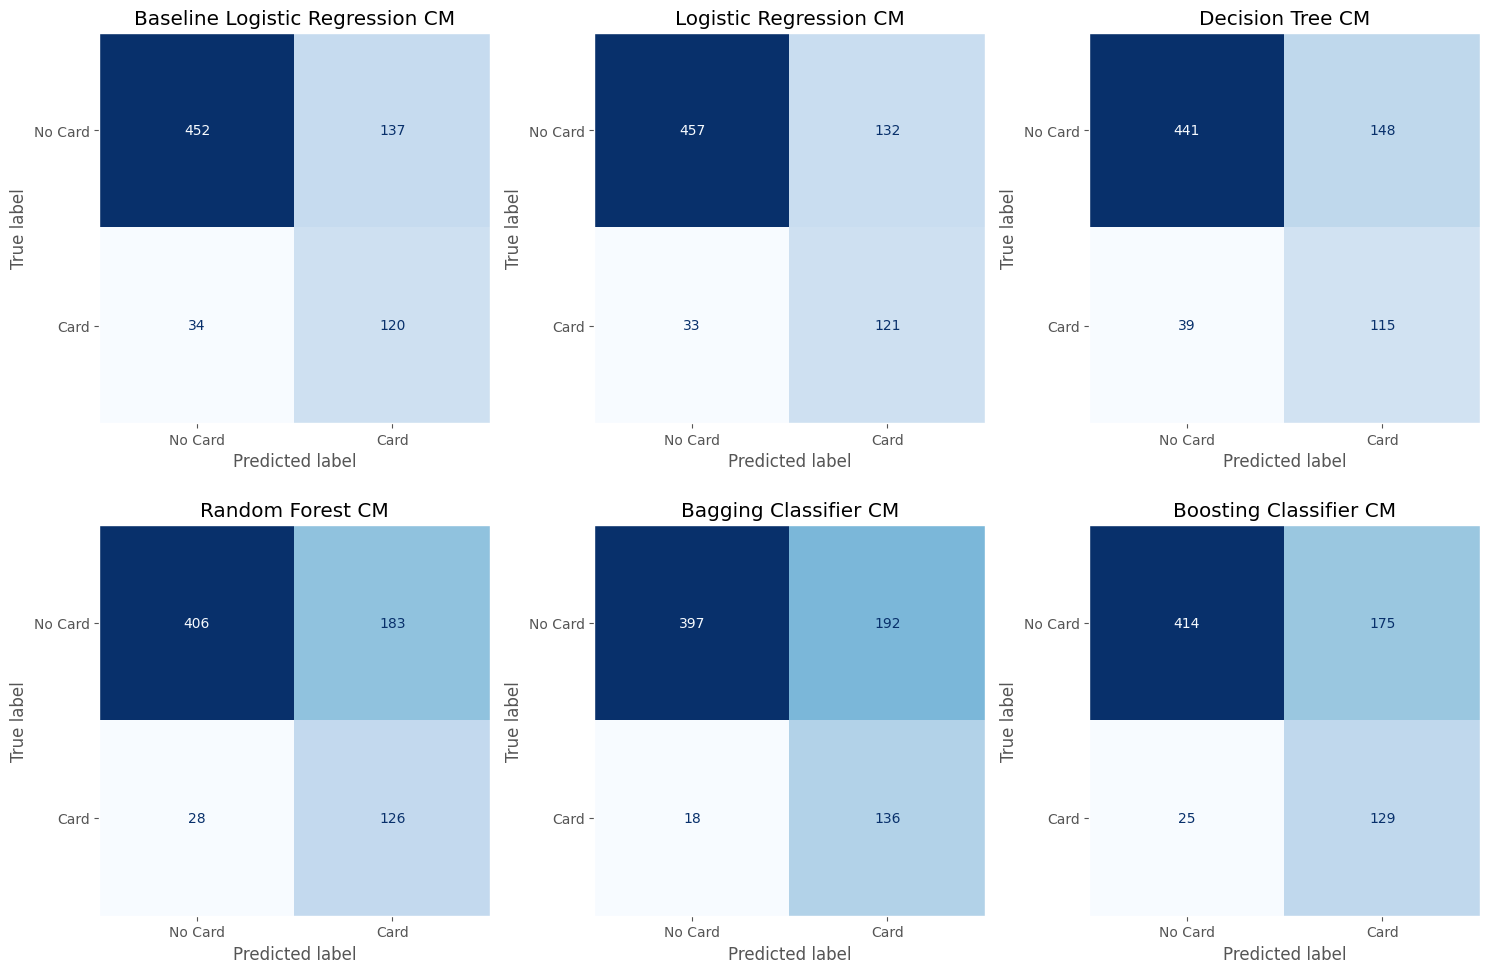 Baseline Logistic Regression CM
No Card
452
137
True label
Card
34
120
No Card
Card
Predicted label
Logistic Regression CM
No Card
457
132
True label
Card
33
121
No Card
Card
Predicted label
Decision Tree CM
No Card
441
148
True label
Card
39
115
No Card
Card
Predicted label
Random Forest CM
No Card
406
183
True label
Card
28
126
No Card
Card
Predicted label
Bagging Classifier CM
No Card
397
192
True label
Card
18
136
No Card
Card
Predicted label
Boosting Classifier CM
No Card
414
175
True label
Card
25
129
No Card
Card
Predicted label